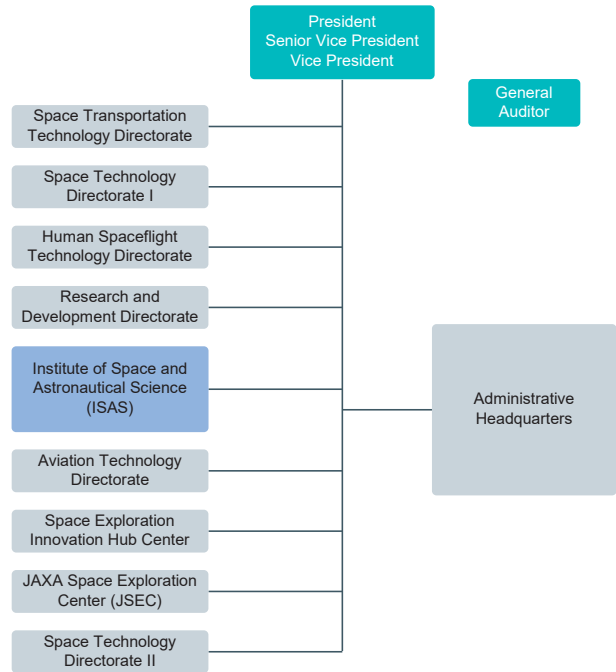 President
Senior Vice President
Vice President
General
Auditor
Space Transportation
Technology Directorate
Space Technology
Directorate I
Human Spaceflight
Technology Directorate
Research and
Development Directorate
Institute of Space and
Astronautical Science
(ISAS)
Administrative
Headquarters
Aviation Technology
Directorate
Space Exploration
Innovation Hub Center
JAXA Space Exploration
Center (JSEC)
Space Technology
Directorate II